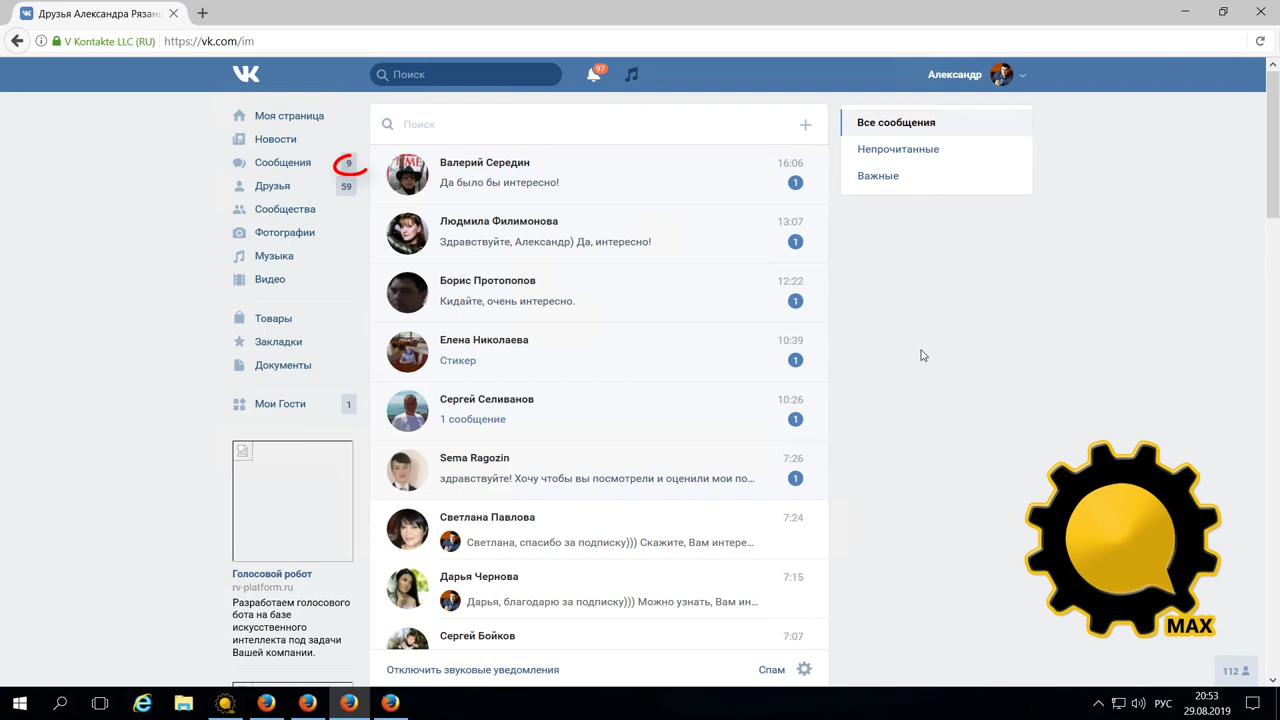 Друзья Александра Рязан
V Kontakte LLC (RU)
https://vk.com/im
Поиск
97
Александр
Моя страница
Новости
Сообщения 9
Друзья 59
Сообщества
Фотографии
Музыка
Видео
Товары
Закладки
Документы
Мои Гости 1
Голосовой робот
rv-platform.ru
Разработаем голосового
бота на базе
искусственного
интеллекта под задачи
Вашей компании.
Поиск
TIME
Валерий Середин 16:06
Да было бы интересно! 1
Людмила Филимонова 13:07
Здравствуйте, Александр) Да, интересно! 1
Борис Протопопов 12:22
Кидайте, очень интересно. 1
Елена Николаева 10:39
Стикер 1
Сергей Селиванов 10:26
1 сообщение 1
Sema Ragozin 7:26
здравствуйте! Хочу чтобы вы посмотрели и оценили мои по... 1
Светлана Павлова 7:24
Светлана, спасибо за подписку))) Скажите, Вам интере...
Дарья Чернова 7:15
Дарья, благодарю за подписку))) Можно узнать, Вам ин...
Сергей Бойков 7:07
Отключить звуковые уведомления Спам
Все сообщения
Непрочитанные
Важные
MAX
112
РУС
20:53
29.08.2019